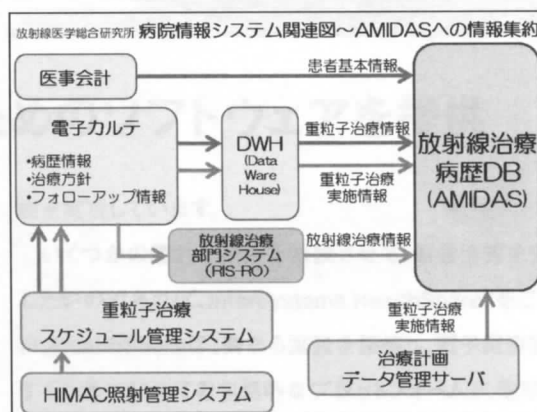 放射線医学総合研究所 病院情報システム関連図～AMIDASへの情報集約
医事会計
患者基本情報
電子カルテ
•病歴情報
•治療方針
•フォローアップ情報
DWH
(Data
Ware
House)
重粒子治療情報
重粒子治療
実施情報
放射線治療
病歴DB
(AMIDAS)
放射線治療
部門システム
(RIS-RO)
放射線治療情報
重粒子治療
スケジュール管理システム
重粒子治療
実施情報
HIMAC照射管理システム
治療計画
データ管理サーバ